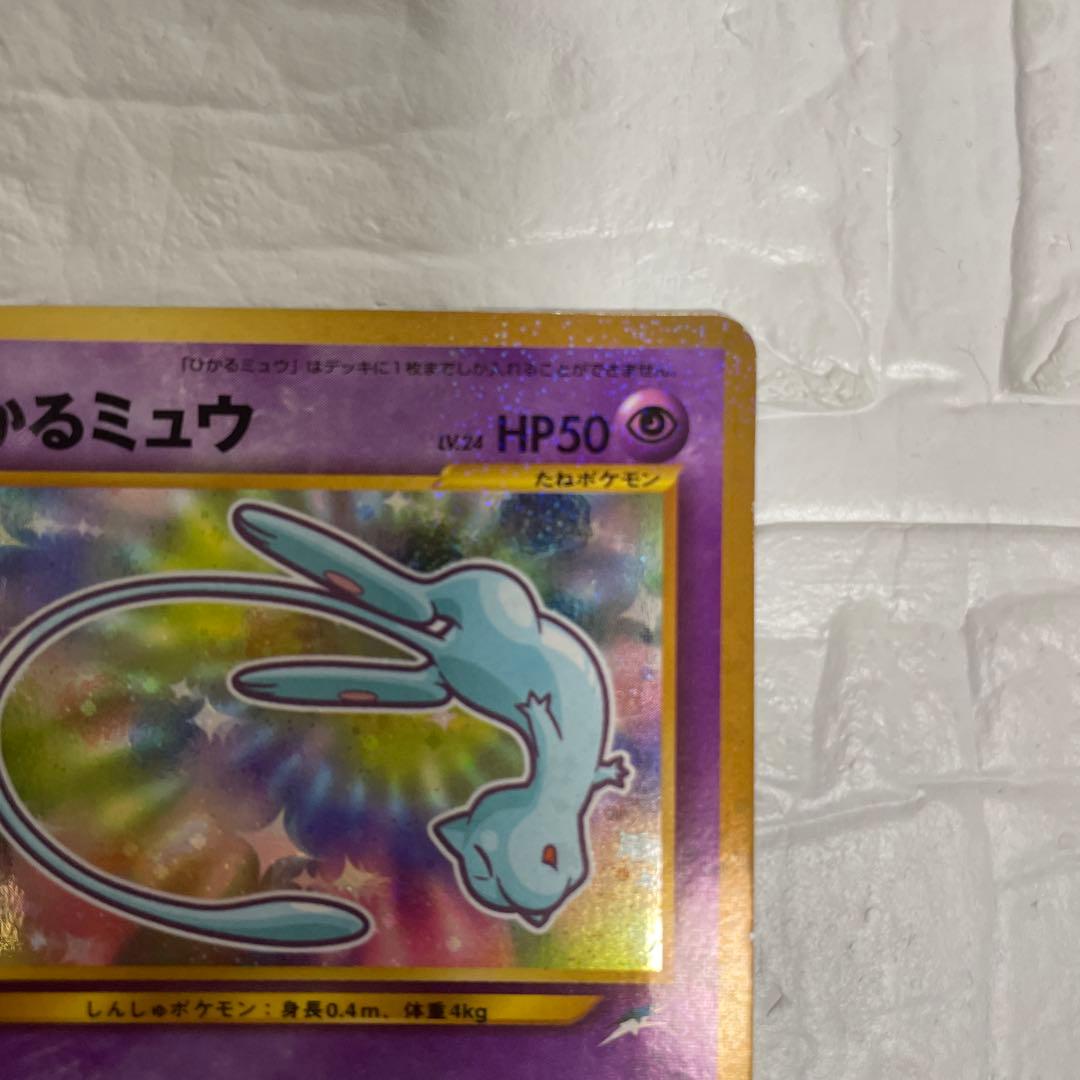 「ひかるミュウ」はデッキに1枚までしか入れることができません。
かるミュウ LV.24 HP50
たねポケモン
しんしゅポケモン：身長0.4m、体重4kg